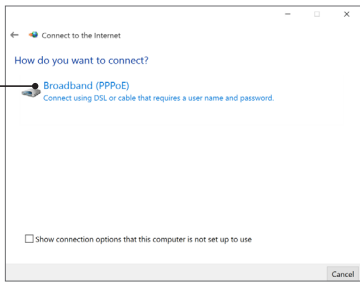 Connect to the Internet
How do you want to connect?
Broadband (PPPoE)
Connect using DSL or cable that requires a user name and password.
Show connection options that this computer is not set up to use
Cancel